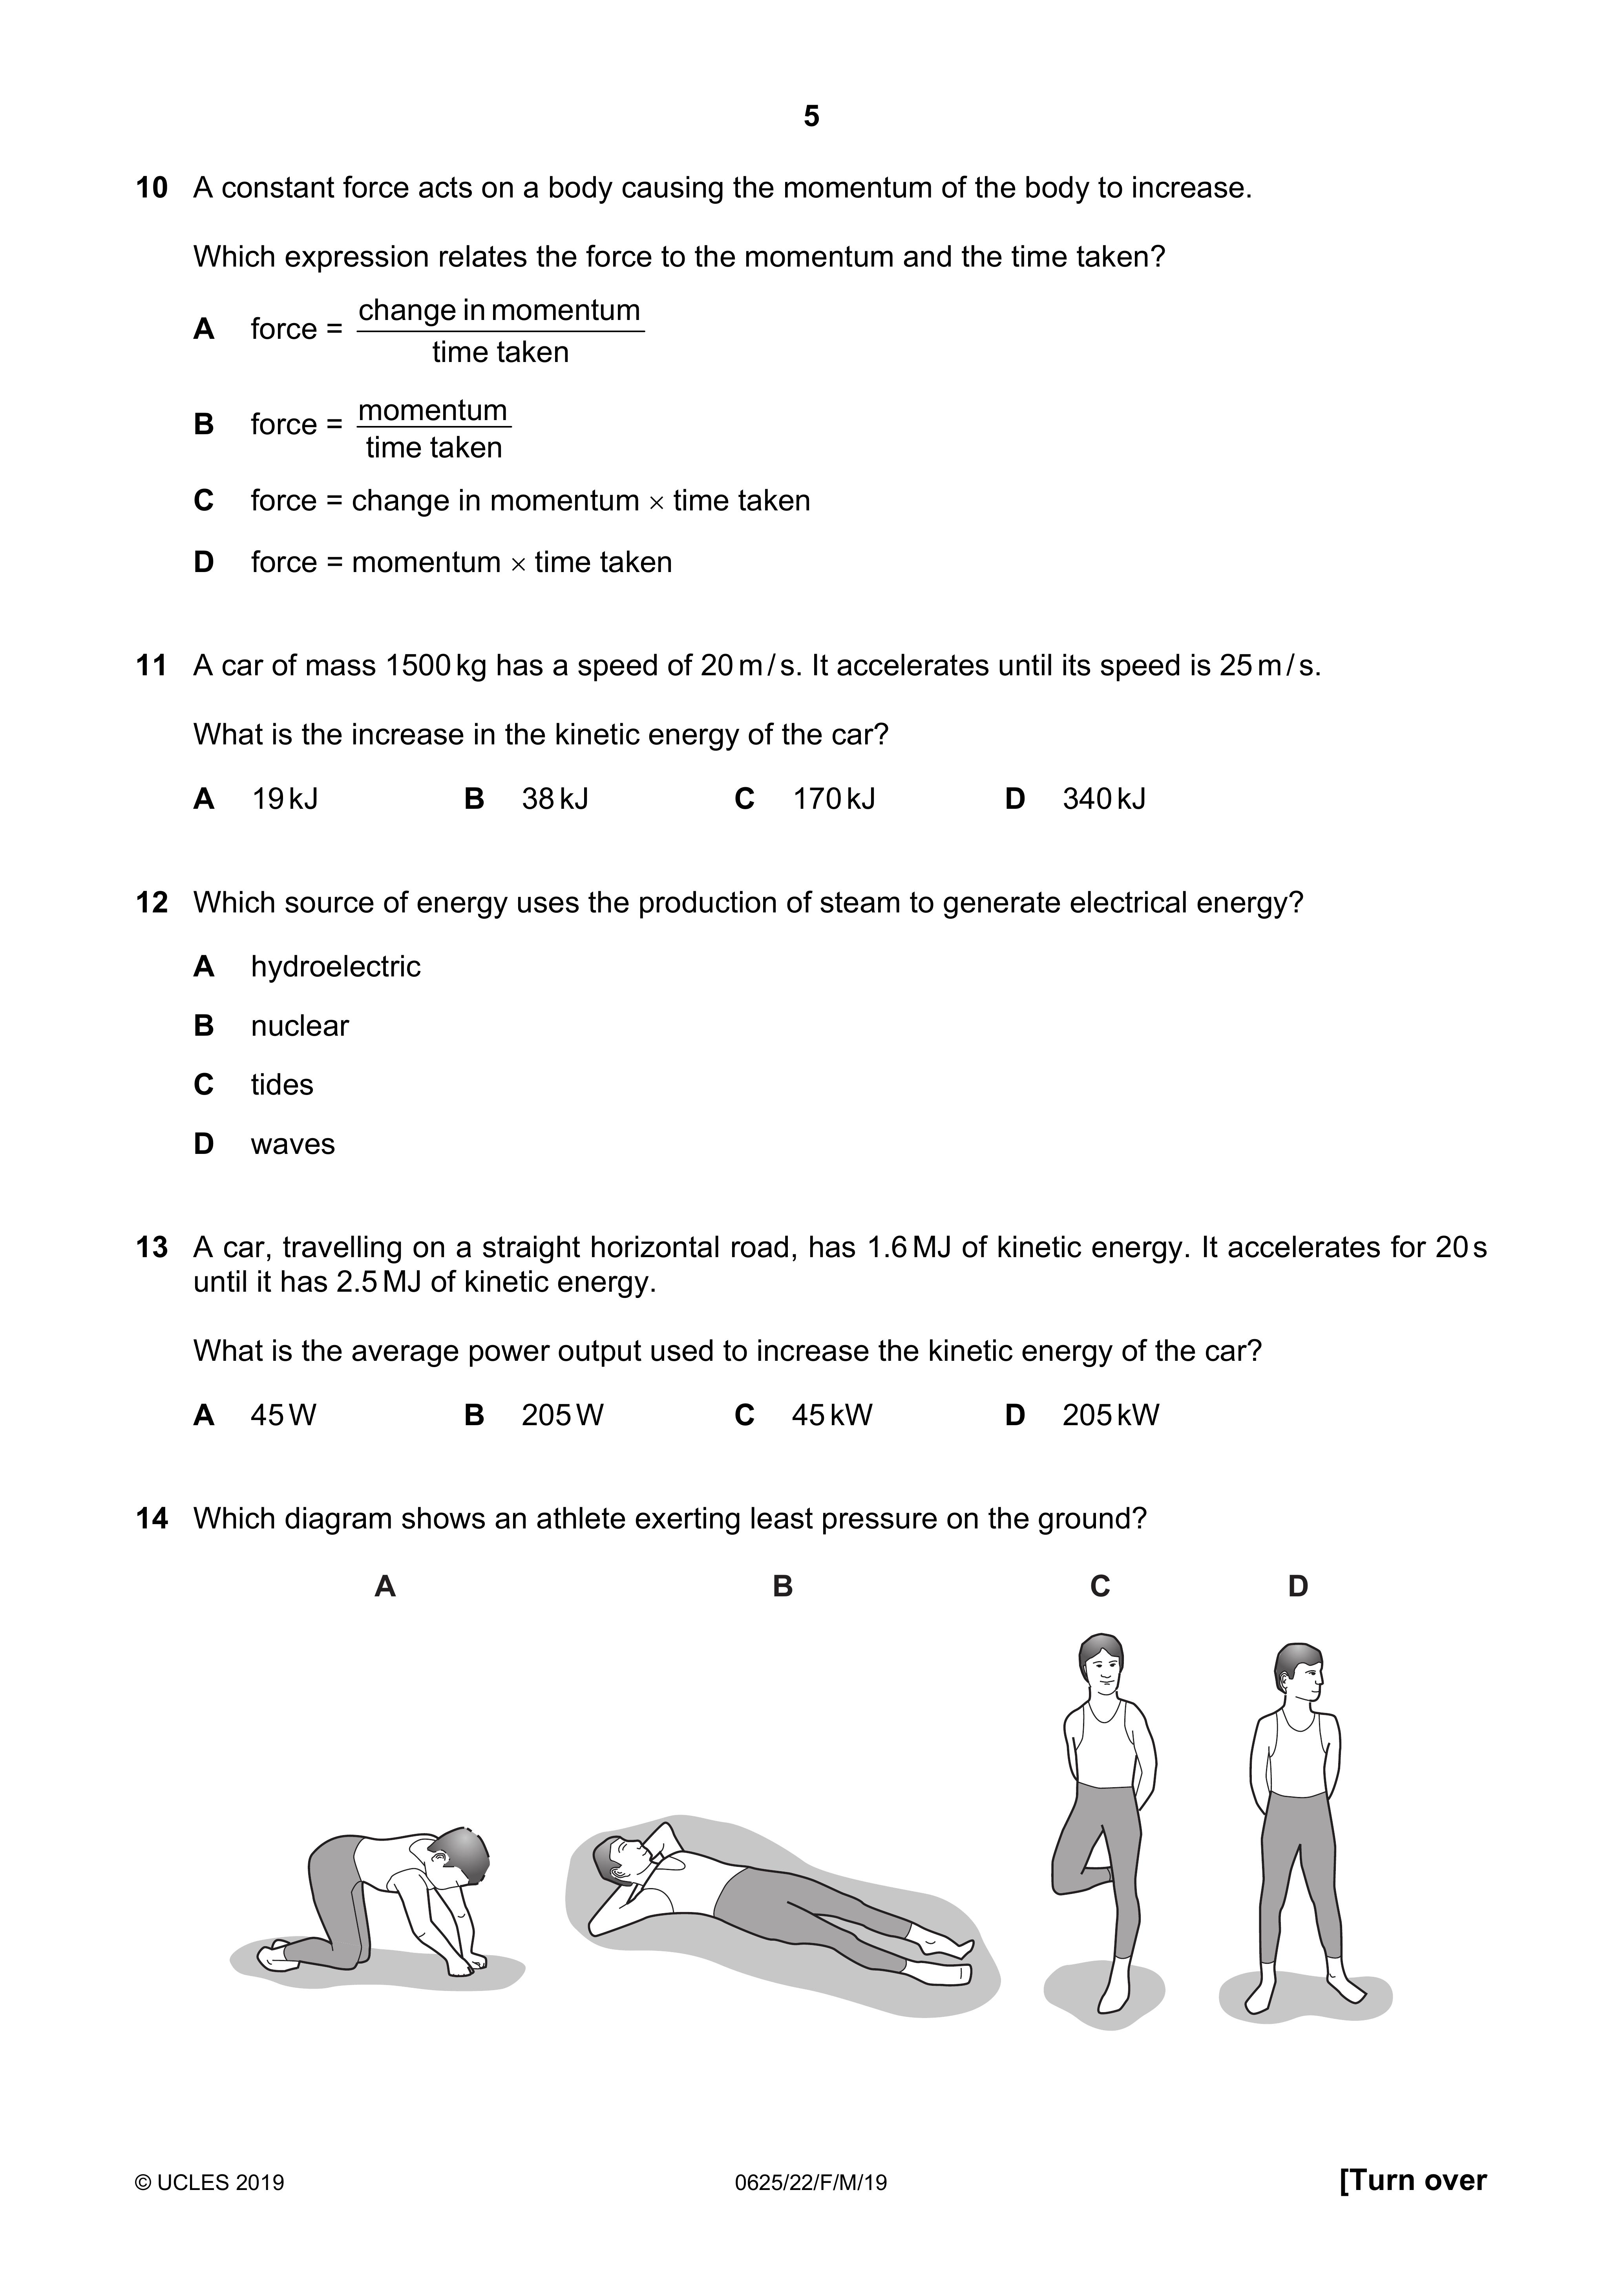 5
10 A constant force acts on a body causing the momentum of the body to increase.
Which expression relates the force to the momentum and the time taken?
A force = change in momentum / time taken
B force = momentum / time taken
C force = change in momentum × time taken
D force = momentum × time taken
11 A car of mass 1500 kg has a speed of 20 m / s. It accelerates until its speed is 25 m / s.
What is the increase in the kinetic energy of the car?
A 19 kJ B 38 kJ C 170 kJ D 340 kJ
12 Which source of energy uses the production of steam to generate electrical energy?
A hydroelectric
B nuclear
C tides
D waves
13 A car, travelling on a straight horizontal road, has 1.6 MJ of kinetic energy. It accelerates for 20 s
until it has 2.5 MJ of kinetic energy.
What is the average power output used to increase the kinetic energy of the car?
A 45 W B 205 W C 45 kW D 205 kW
14 Which diagram shows an athlete exerting least pressure on the ground?
A B C D
© UCLES 2019 0625/22/F/M/19 [Turn over